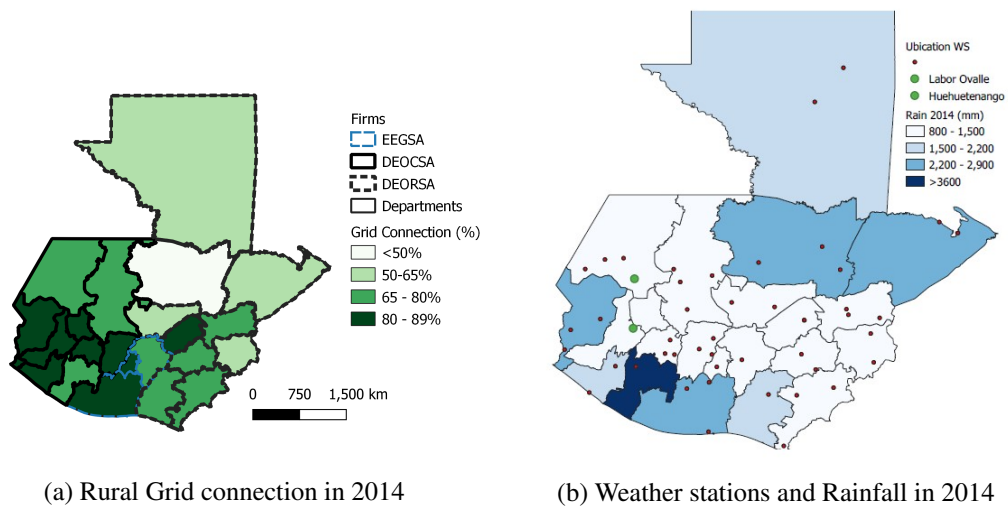 Firms
EEGSA
DEOCSA
DEORSA
Departments
Grid Connection (%)
<50%
50-65%
65 - 80%
80 - 89%
0 750 1,500 km
(a) Rural Grid connection in 2014
Ubication WS
Labor Ovalle
Huehuetenango
Rain 2014 (mm)
800 - 1,500
1,500 - 2,200
2,200 - 2,900
>3600
(b) Weather stations and Rainfall in 2014